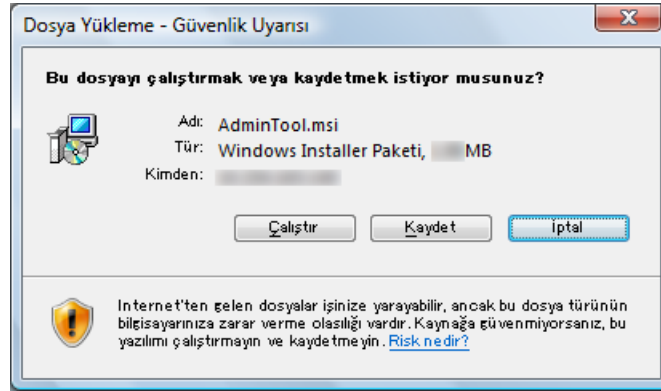 Dosya Yükleme - Güvenlik Uyarısı
Bu dosyayı çalıştırmak veya kaydetmek istiyor musunuz?
Adı: AdminTool.msi
Tür: Windows Installer Paketi, MB
Kimden:
Çalıştır Kaydet İptal
Internet'ten gelen dosyalar işinize yarayabilir, ancak bu dosya türünün
bilgisayarınıza zarar verme olasılığı vardır. Kaynağa güvenmiyorsanız, bu
yazılımı çalıştırmayın ve kaydetmeyin. Risk nedir?